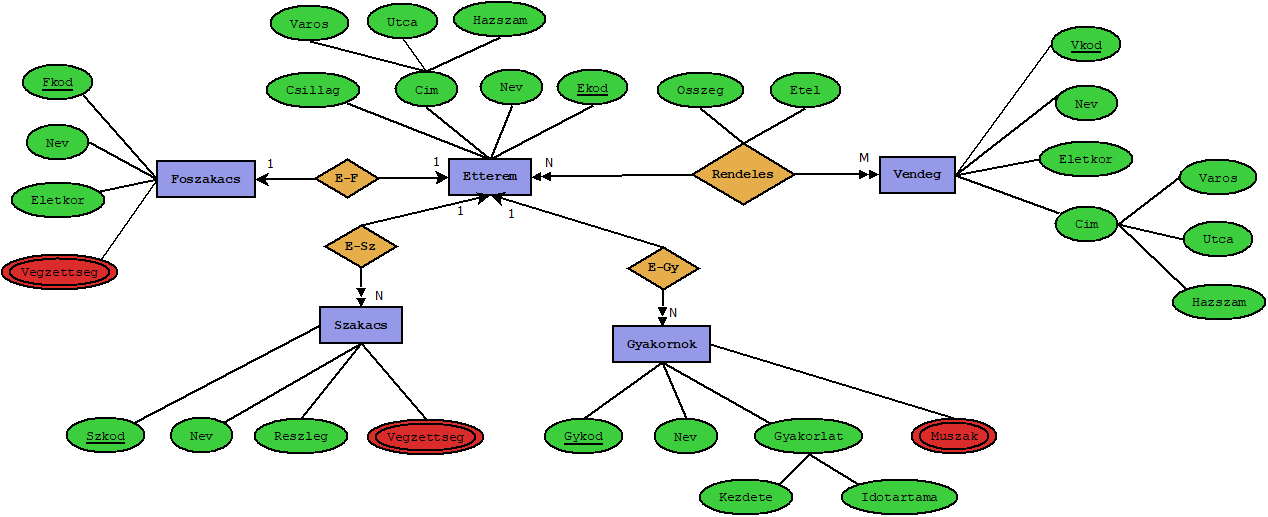 Varos
Utca
Hazszam
Vkod
Fkod
Csillag
Cim
Nev
Ekod
Osszeg
Etel
Nev
Nev
Eletkor
Foszakacs
1
E-F
1
Etterem
N
Rendeles
M
Vendeg
Varos
Eletkor
1
1
Cim
Utca
Vegzettseg
E-Sz
E-Gy
Hazszam
N
N
Szakacs
Gyakornok
Szkod
Nev
Reszleg
Vegzettseg
Gykod
Nev
Gyakorlat
Muszak
Kezdete
Idotartama